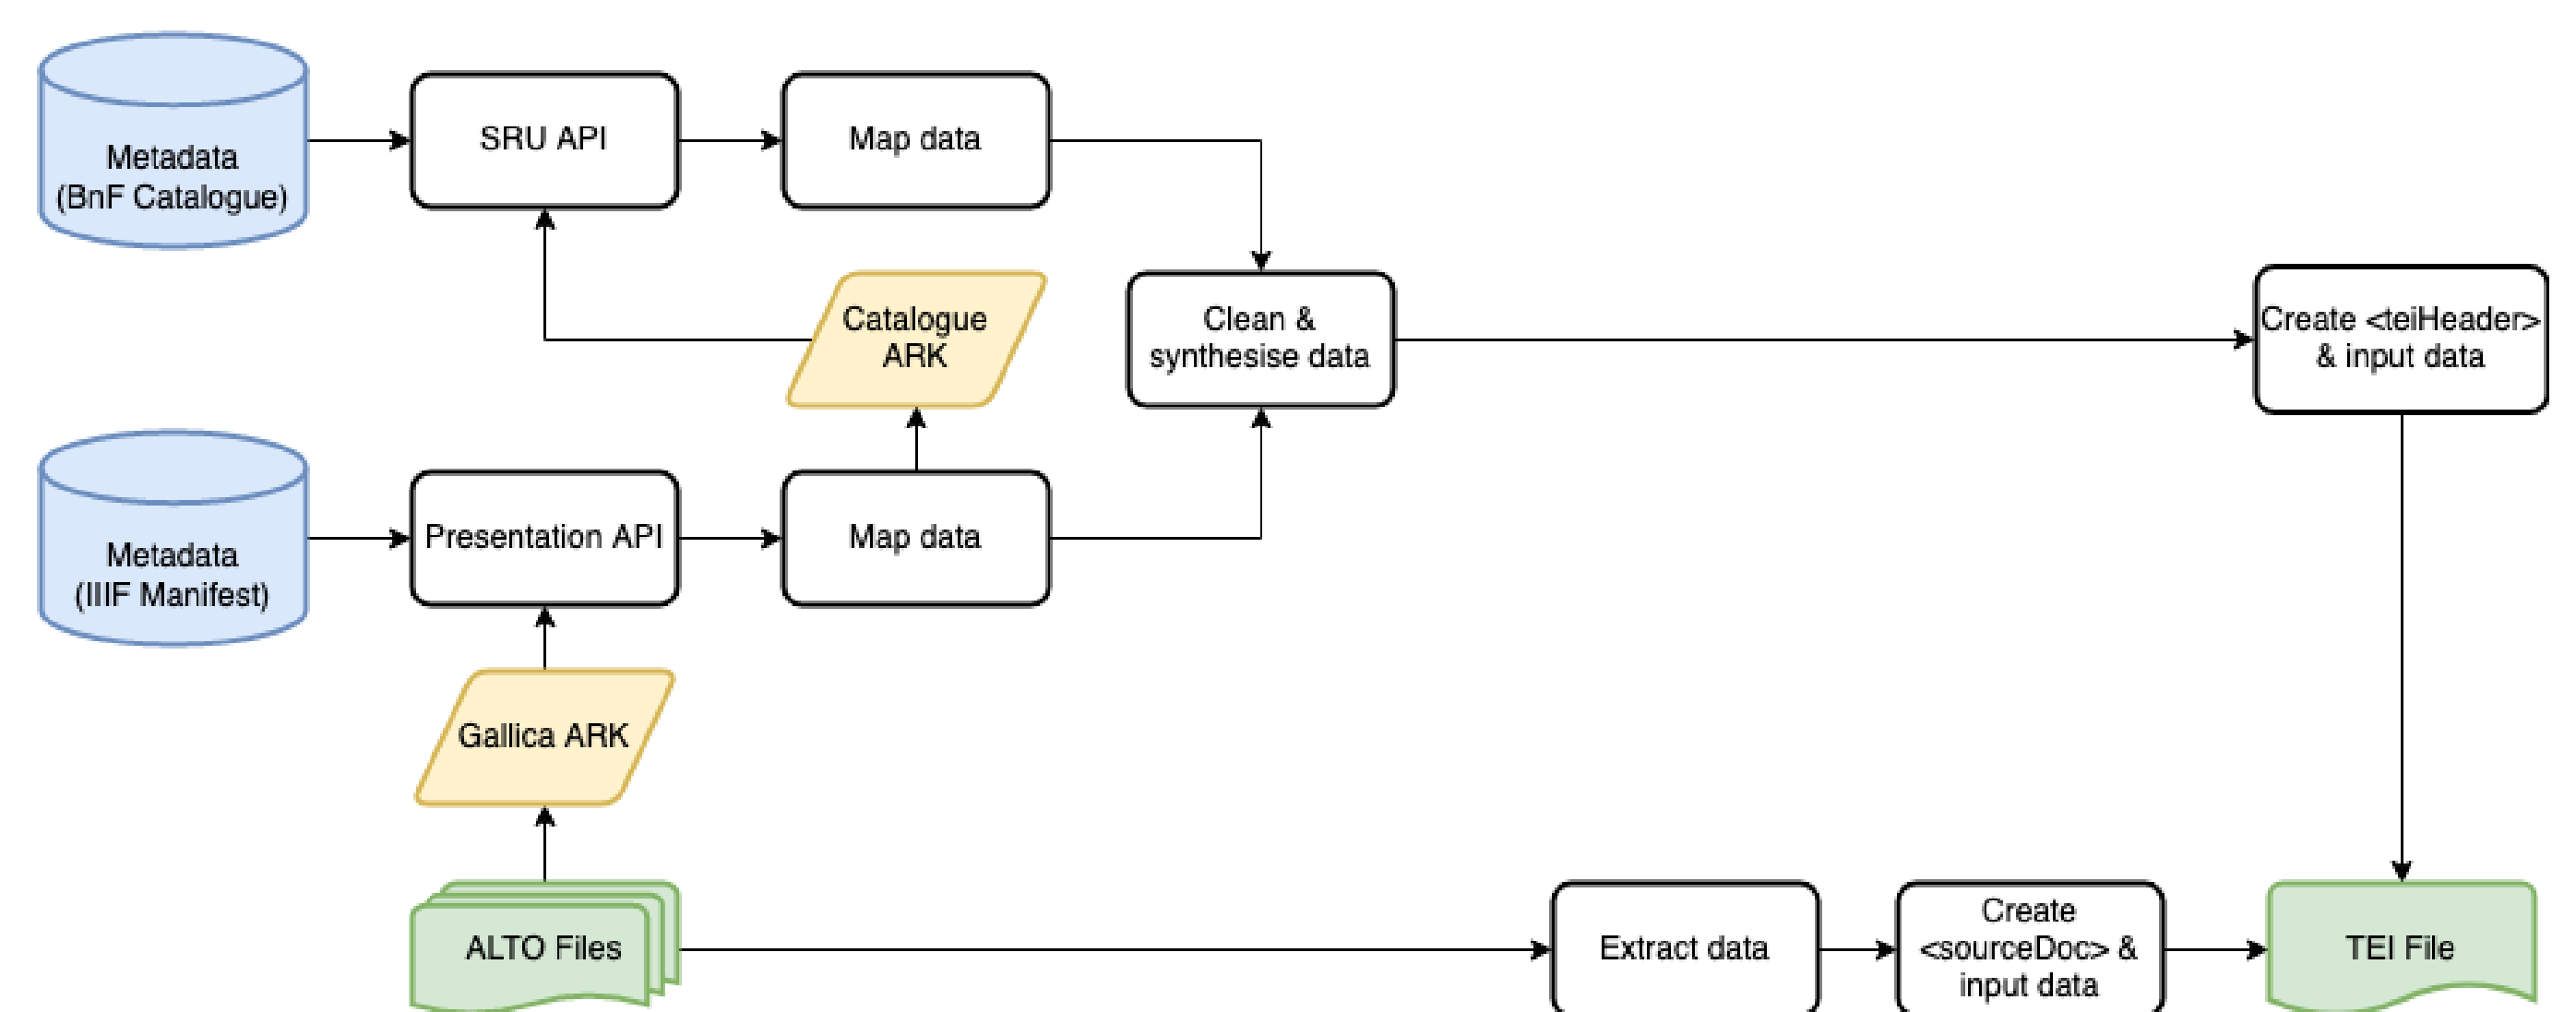 SRU API
Map data
Metadata
(BnF Catalogue)
Catalogue
ARK
Clean &
synthesise data
Create <teiHeader>
& input data
Metadata
(IIIF Manifest)
Presentation API
Map data
Gallica ARK
ALTO Files
Extract data
Create
<sourceDoc> &
input data
TEI File